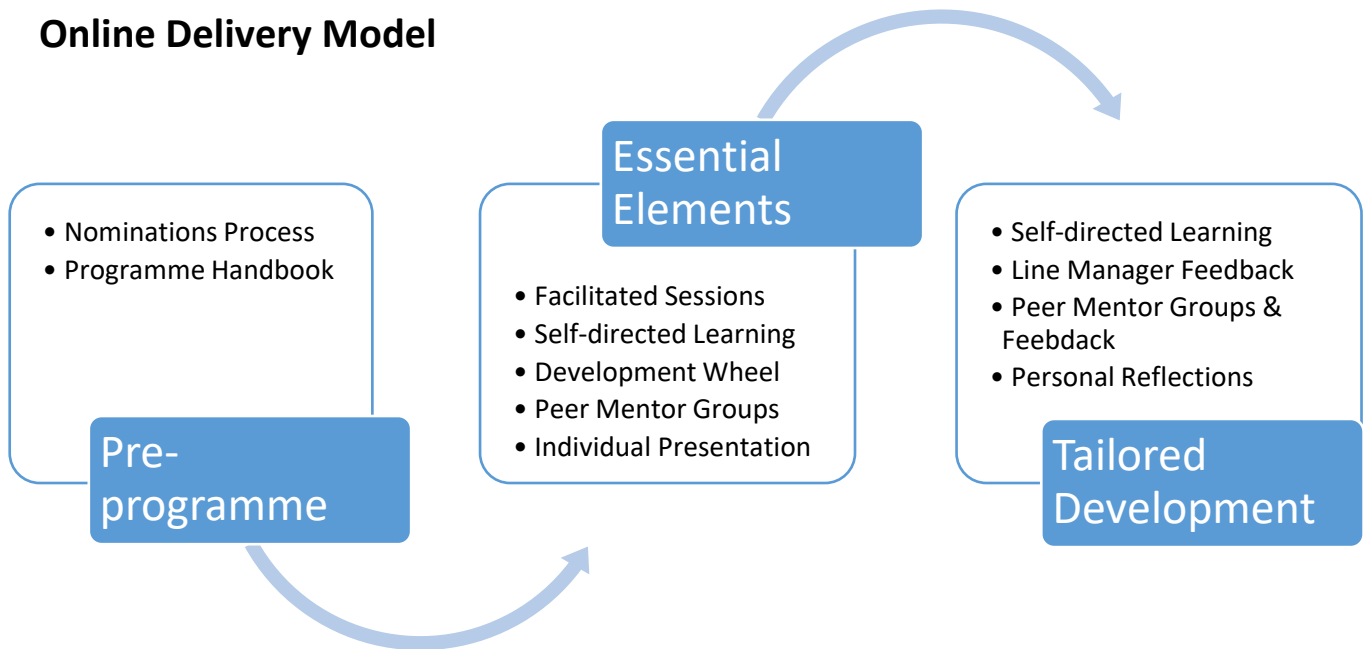 Online Delivery Model
• Nominations Process
• Programme Handbook
Pre-
programme
Essential
Elements
• Facilitated Sessions
• Self-directed Learning
• Development Wheel
• Peer Mentor Groups
• Individual Presentation
• Self-directed Learning
• Line Manager Feedback
• Peer Mentor Groups &
Feebdack
• Personal Reflections
Tailored
Development